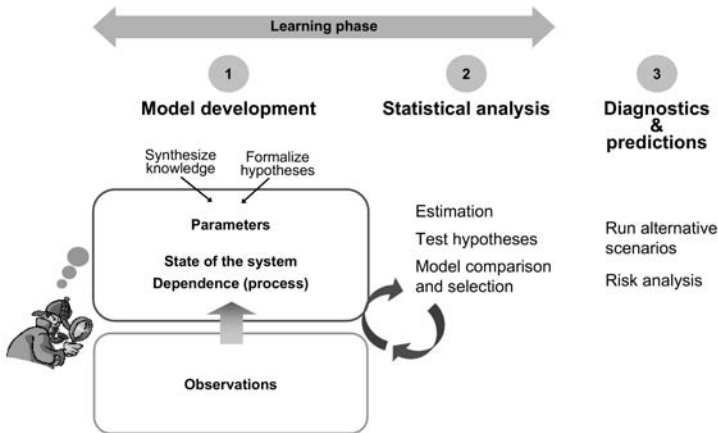 Learning phase
1
Model development
2
Statistical analysis
3
Diagnostics
&
predictions
Synthesize
knowledge
Formalize
hypotheses
Parameters
State of the system
Dependence (process)
Observations
Estimation
Test hypotheses
Model comparison
and selection
Run alternative
scenarios
Risk analysis